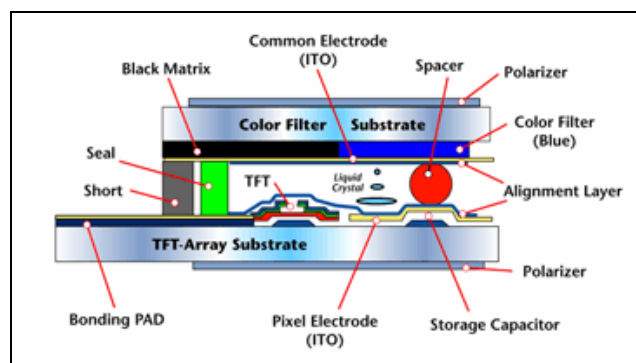 Common Electrode
(ITO)
Spacer
Black Matrix
Polarizer
Color Filter Substrate
Color Filter
(Blue)
Seal
TFT
Liquid
Crystal
Short
Alignment Layer
TFT-Array Substrate
Polarizer
Bonding PAD
Pixel Electrode
(ITO)
Storage Capacitor